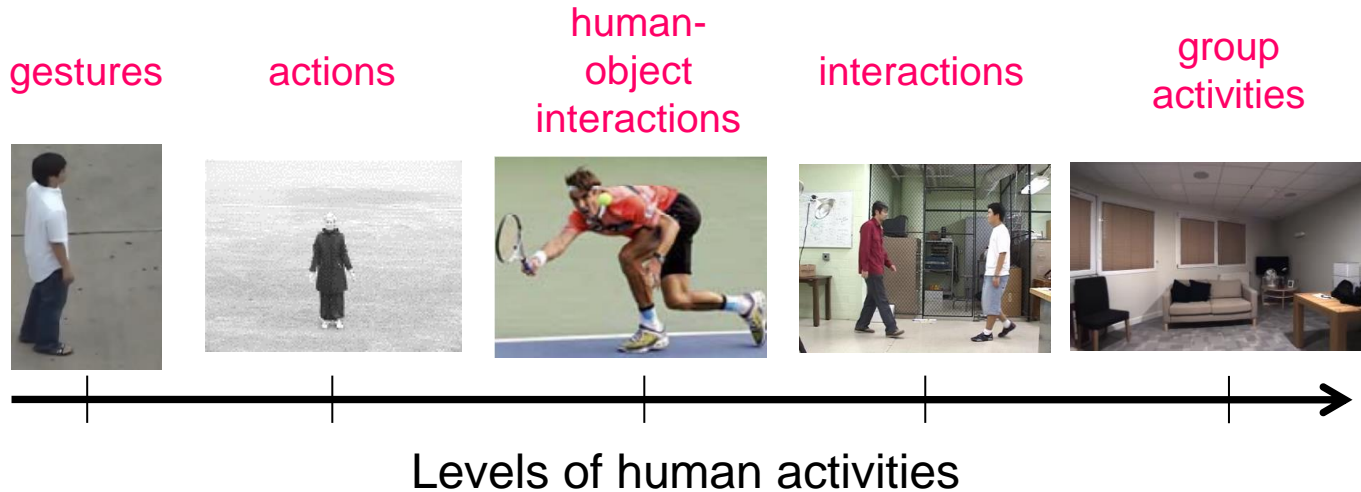 gestures
actions
human-
object
interactions
interactions
group
activities
Levels of human activities